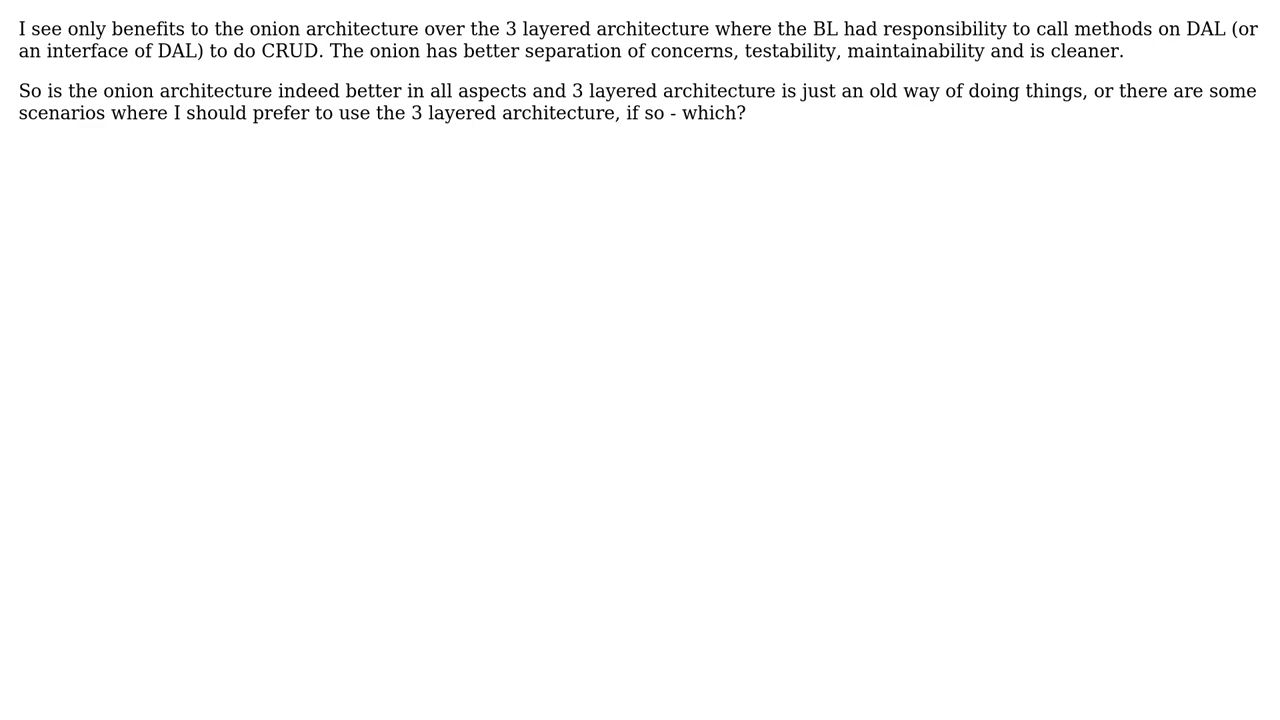 I see only benefits to the onion architecture over the 3 layered architecture where the BL had responsibility to call methods on DAL (or
an interface of DAL) to do CRUD. The onion has better separation of concerns, testability, maintainability and is cleaner.
So is the onion architecture indeed better in all aspects and 3 layered architecture is just an old way of doing things, or there are some
scenarios where I should prefer to use the 3 layered architecture, if so - which?